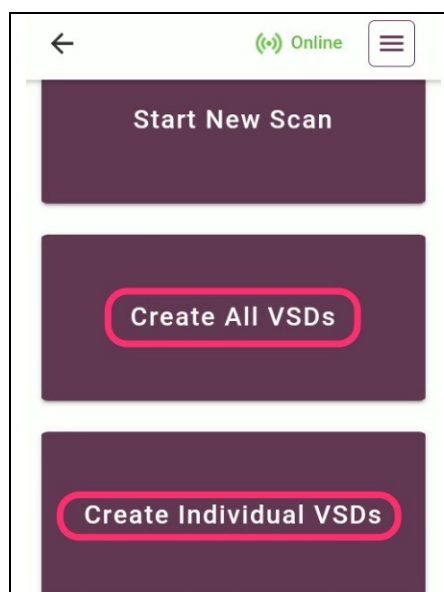 Online
Start New Scan
Create All VSDs
Create Individual VSDs